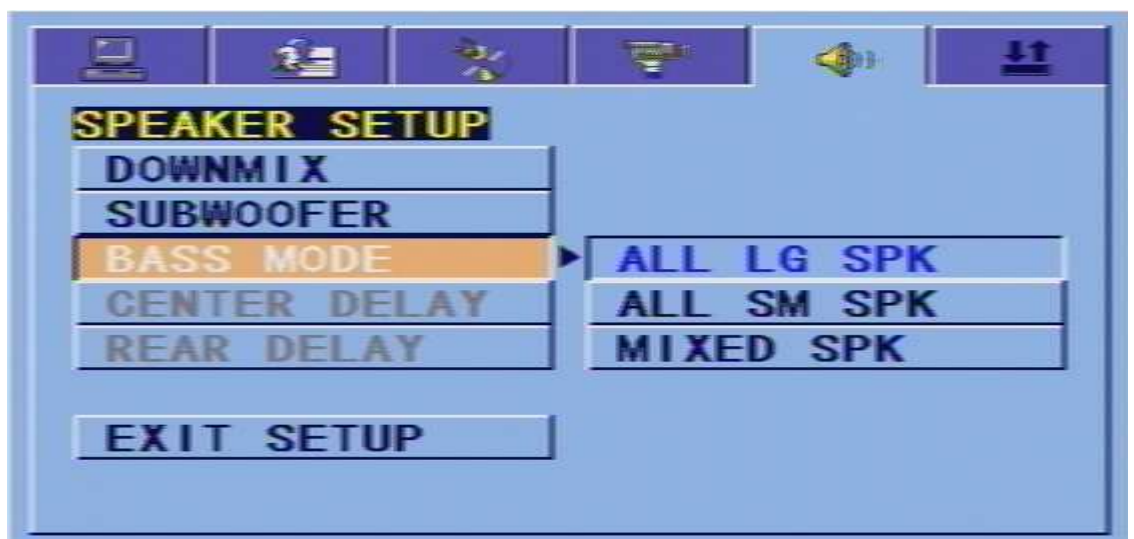 SPEAKER SETUP
DOWNMIX
SUBWOOFER
BASS MODE
CENTER DELAY
REAR DELAY
ALL LG SPK
ALL SM SPK
MIXED SPK
EXIT SETUP